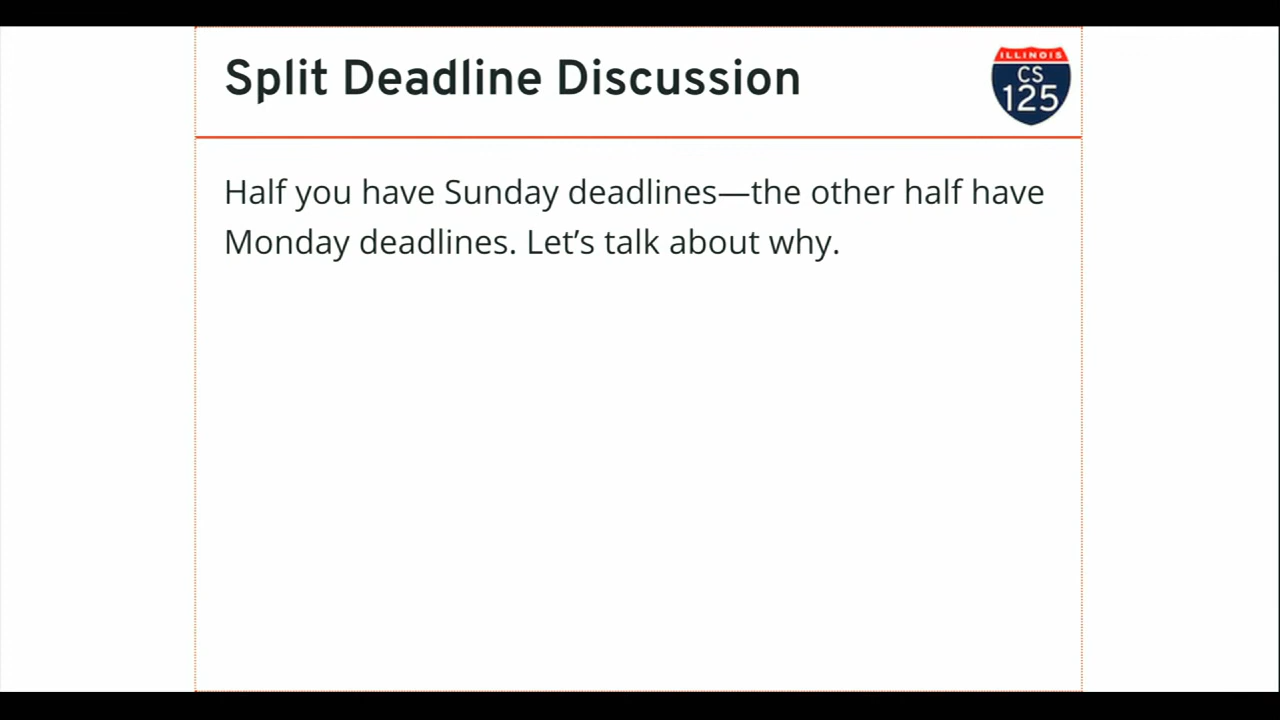 Split Deadline Discussion
ILLINOIS
CS
125
Half you have Sunday deadlines—the other half have
Monday deadlines. Let’s talk about why.